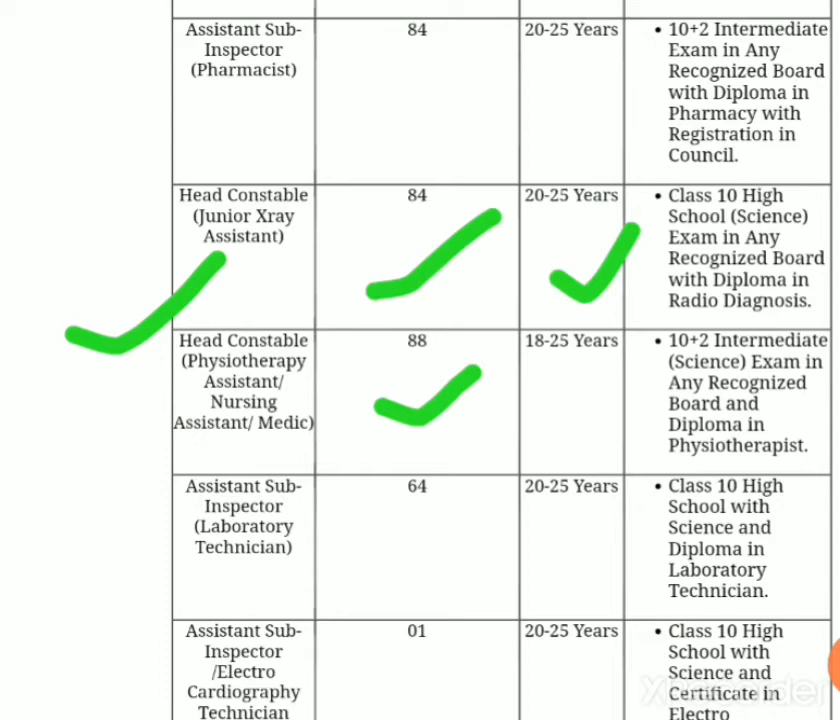 Assistant Sub-
Inspector
(Pharmacist)
84
20-25 Years
• 10+2 Intermediate
Exam in Any
Recognized Board
with Diploma in
Pharmacy with
Registration in
Council.
Head Constable
(Junior Xray
Assistant)
84
20-25 Years
• Class 10 High
School (Science)
Exam in Any
Recognized Board
with Diploma in
Radio Diagnosis.
Head Constable
(Physiotherapy
Assistant/
Nursing
Assistant/ Medic)
88
18-25 Years
• 10+2 Intermediate
(Science) Exam in
Any Recognized
Board and
Diploma in
Physiotherapist.
Assistant Sub-
Inspector
(Laboratory
Technician)
64
20-25 Years
• Class 10 High
School with
Science and
Diploma in
Laboratory
Technician.
Assistant Sub-
Inspector
/Electro
Cardiography
Technician
01
20-25 Years
• Class 10 High
School with
Science and
Certificate in
Electro